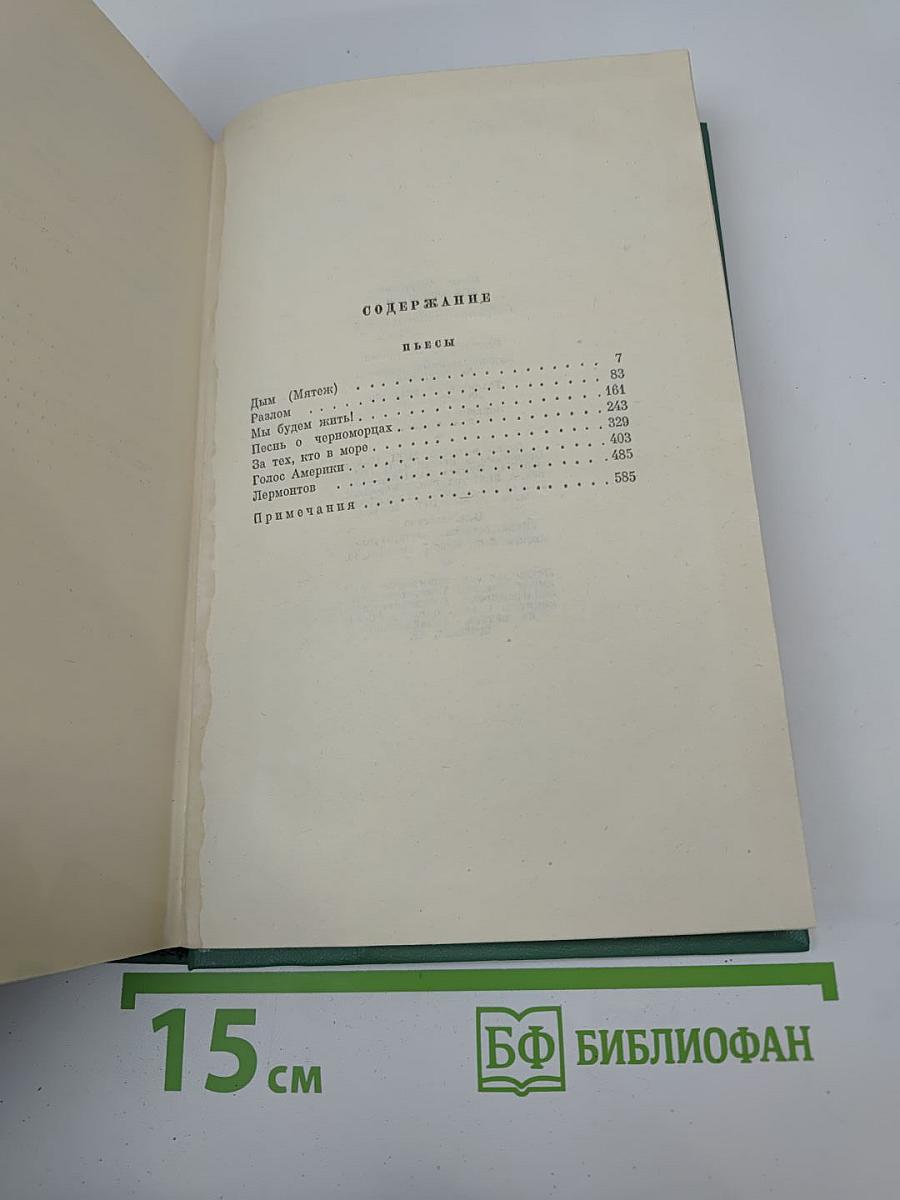 СОДЕРЖАНИЕ
ПЬЕСЫ
Дым (Мятеж) . . . . . . . . . . . . . . 7
Разлом . . . . . . . . . . . . . . . . 83
Мы будем жить! . . . . . . . . . . . . . 161
Песнь о черноморцах . . . . . . . . . . . 243
За тех, кто в море . . . . . . . . . . . . 329
Голос Америки . . . . . . . . . . . . . 403
Лермонтов . . . . . . . . . . . . . . 485
Примечания . . . . . . . . . . . . . 585
15 см
БФ БИБЛИОФАН